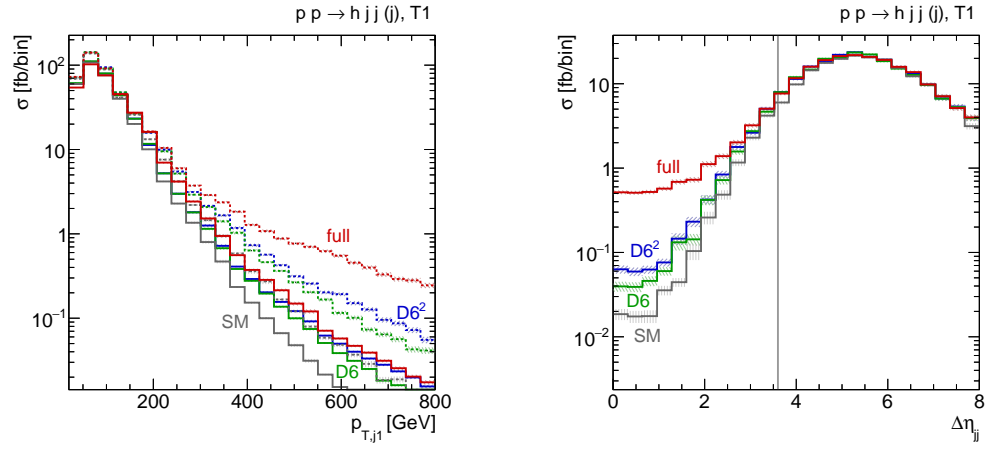 p p → h j j (j), T1
σ [fb/bin]
10²
10
1
10⁻¹
full
D6²
SM
D6
200 400 600 800
p_T,j1 [GeV]
p p → h j j (j), T1
σ [fb/bin]
10
1
10⁻¹
10⁻²
full
D6²
D6
SM
0 2 4 6 8
Δη_jj